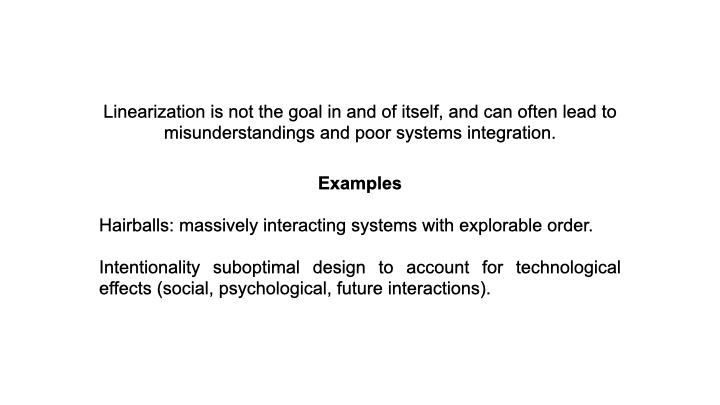 Linearization is not the goal in and of itself, and can often lead to
misunderstandings and poor systems integration.
Examples
Hairballs: massively interacting systems with explorable order.
Intentionality suboptimal design to account for technological
effects (social, psychological, future interactions).